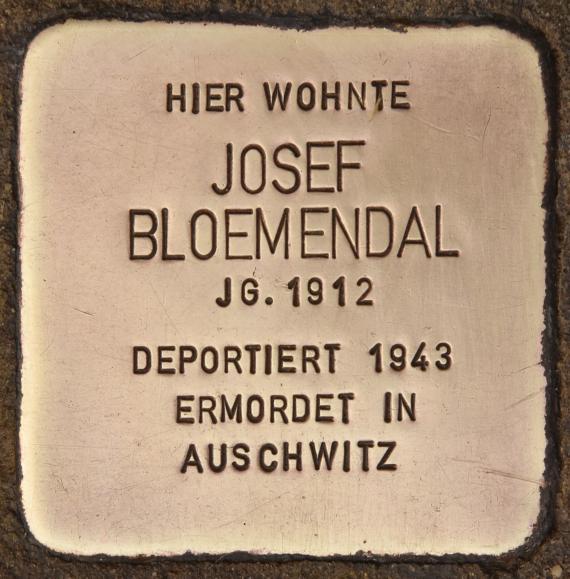 HIER WOHNTE
JOSEF
BLOEMENDAL
JG. 1912
DEPORTIERT 1943
ERMORDET IN
AUSCHWITZ